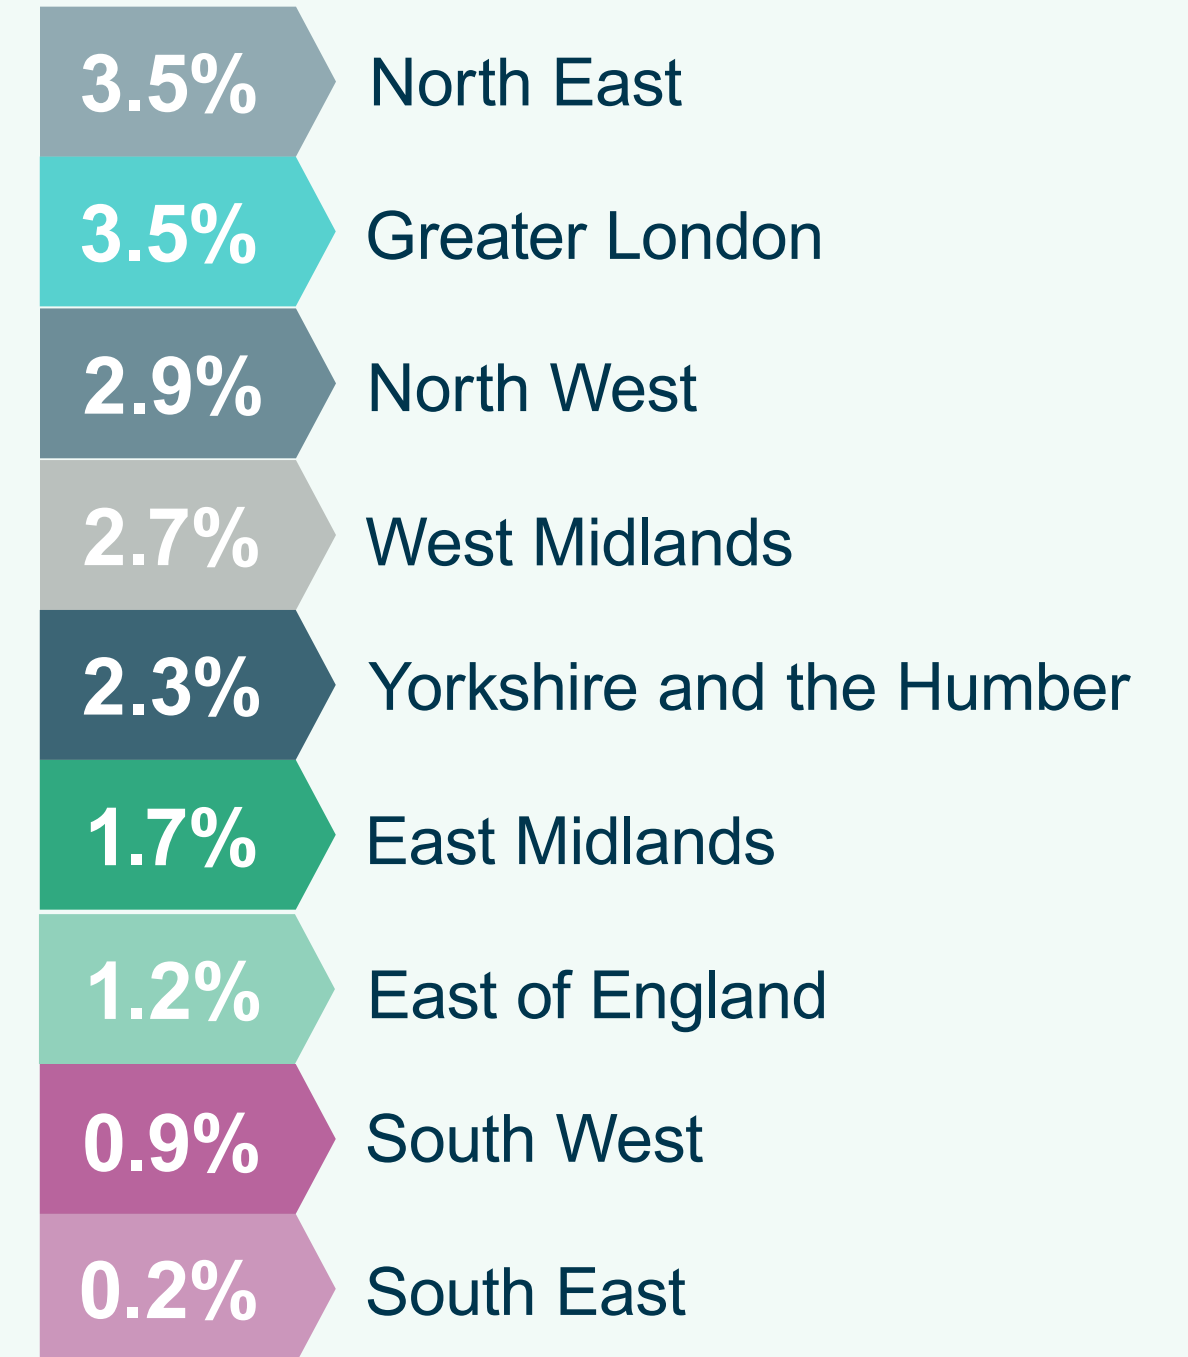 3.5% North East
3.5% Greater London
2.9% North West
2.7% West Midlands
2.3% Yorkshire and the Humber
1.7% East Midlands
1.2% East of England
0.9% South West
0.2% South East